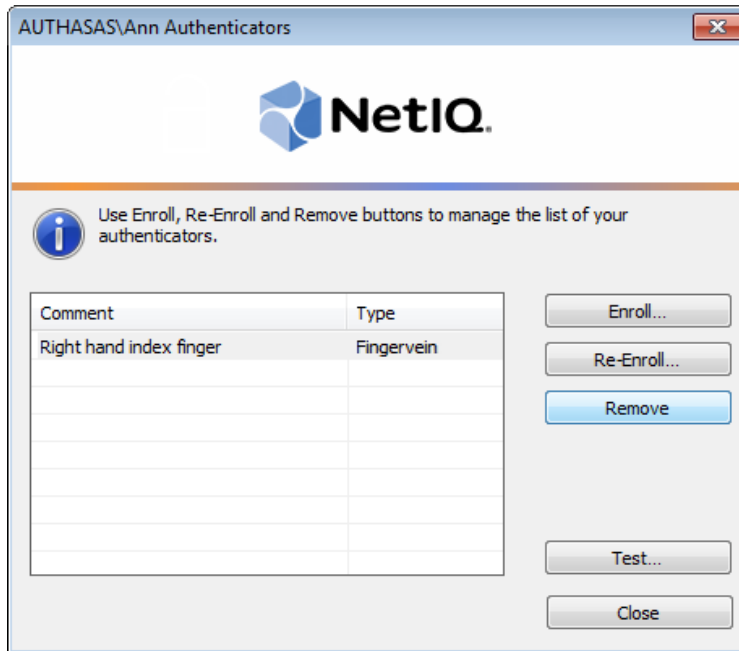 AUTHASAS\Ann Authenticators
NetIQ.
Use Enroll, Re-Enroll and Remove buttons to manage the list of your
authenticators.
Comment Type
Right hand index finger Fingervein
Enroll...
Re-Enroll...
Remove
Test...
Close